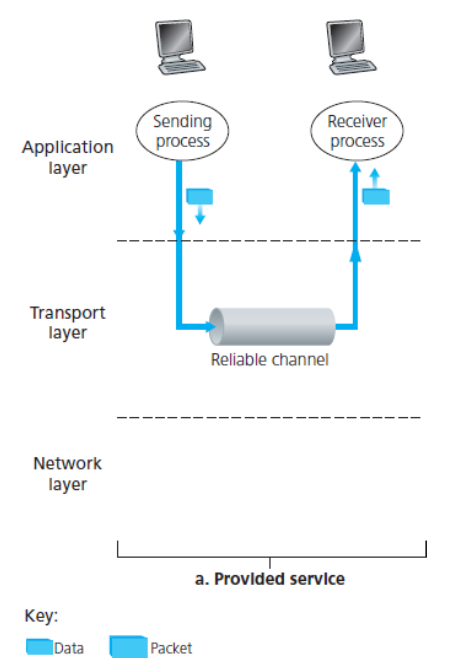 Sending
process
Receiver
process
Application
layer
Transport
layer
Reliable channel
Network
layer
a. Provided service
Key:
Data
Packet